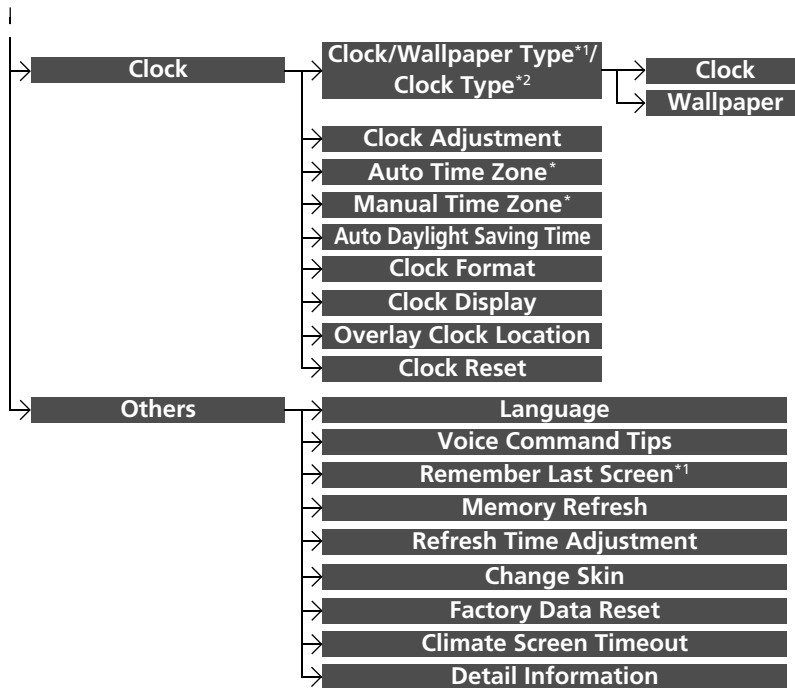 Clock
Clock/Wallpaper Type*1/
Clock Type*2
Clock
Wallpaper
Clock Adjustment
Auto Time Zone*
Manual Time Zone*
Auto Daylight Saving Time
Clock Format
Clock Display
Overlay Clock Location
Clock Reset
Others
Language
Voice Command Tips
Remember Last Screen*1
Memory Refresh
Refresh Time Adjustment
Change Skin
Factory Data Reset
Climate Screen Timeout
Detail Information